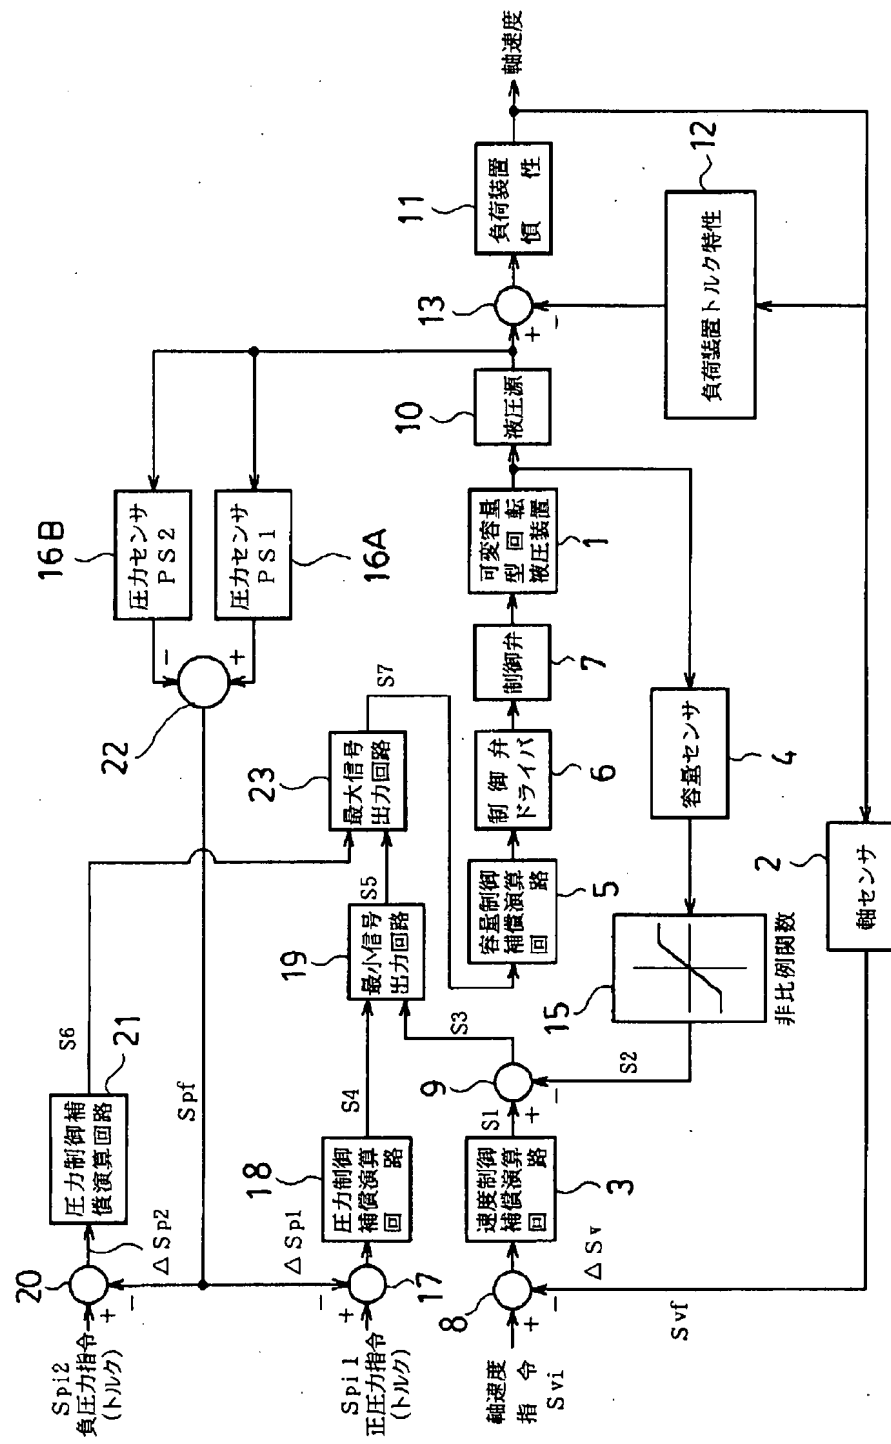 Spi2
負圧力指令
(トルク)
20
+
-
ΔSp2
21
圧力制御補
償演算回路
S6
Spf
22
-
+
16B
圧力センサ
PS2
圧力センサ
PS1
16A
Spi1
正圧力指令
(トルク)
17
+
-
ΔSp1
18
圧力制御
補償演算
回路
S4
19
最小信号
出力回路
S5
23
最大信号
出力回路
S7
軸速度
指令
Svi
8
+
-
ΔSv
Svf
速度制御
補償演算
回路
3
S1
9
+
-
S3
S2
容量制御
補償演算
回路
5
制御弁
ドライバ
6
制御弁
7
可変容量
型回転
液圧装置
1
10
液圧源
13
+
-
11
負荷装置
慣性
軸速度
負荷装置トルク特性
12
15
非比例関数
容量センサ
4
2
軸センサ